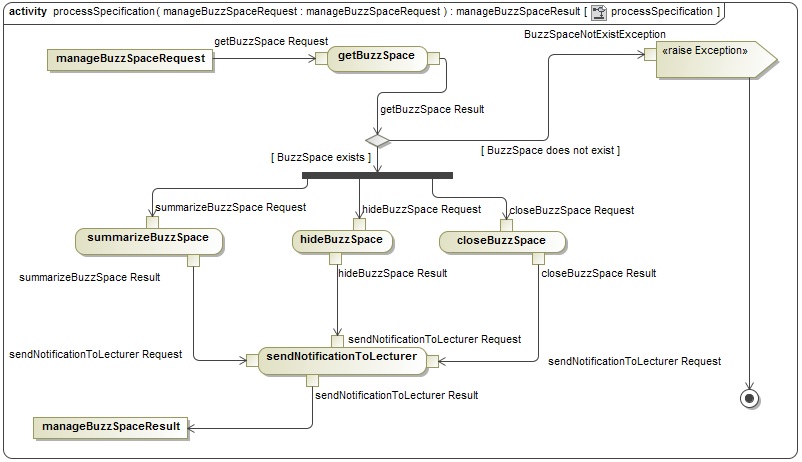 activity processSpecification( manageBuzzSpaceRequest : manageBuzzSpaceRequest ) : manageBuzzSpaceResult [ processSpecification ]
getBuzzSpace Request
BuzzSpaceNotExistException
manageBuzzSpaceRequest
getBuzzSpace
«raise Exception»
getBuzzSpace Result
[ BuzzSpace exists ]
[ BuzzSpace does not exist ]
summarizeBuzzSpace Request
hideBuzzSpace Request
closeBuzzSpace Request
summarizeBuzzSpace
hideBuzzSpace
closeBuzzSpace
summarizeBuzzSpace Result
hideBuzzSpace Result
closeBuzzSpace Result
sendNotificationToLecturer Request
sendNotificationToLecturer Request
sendNotificationToLecturer Request
sendNotificationToLecturer
sendNotificationToLecturer Result
manageBuzzSpaceResult